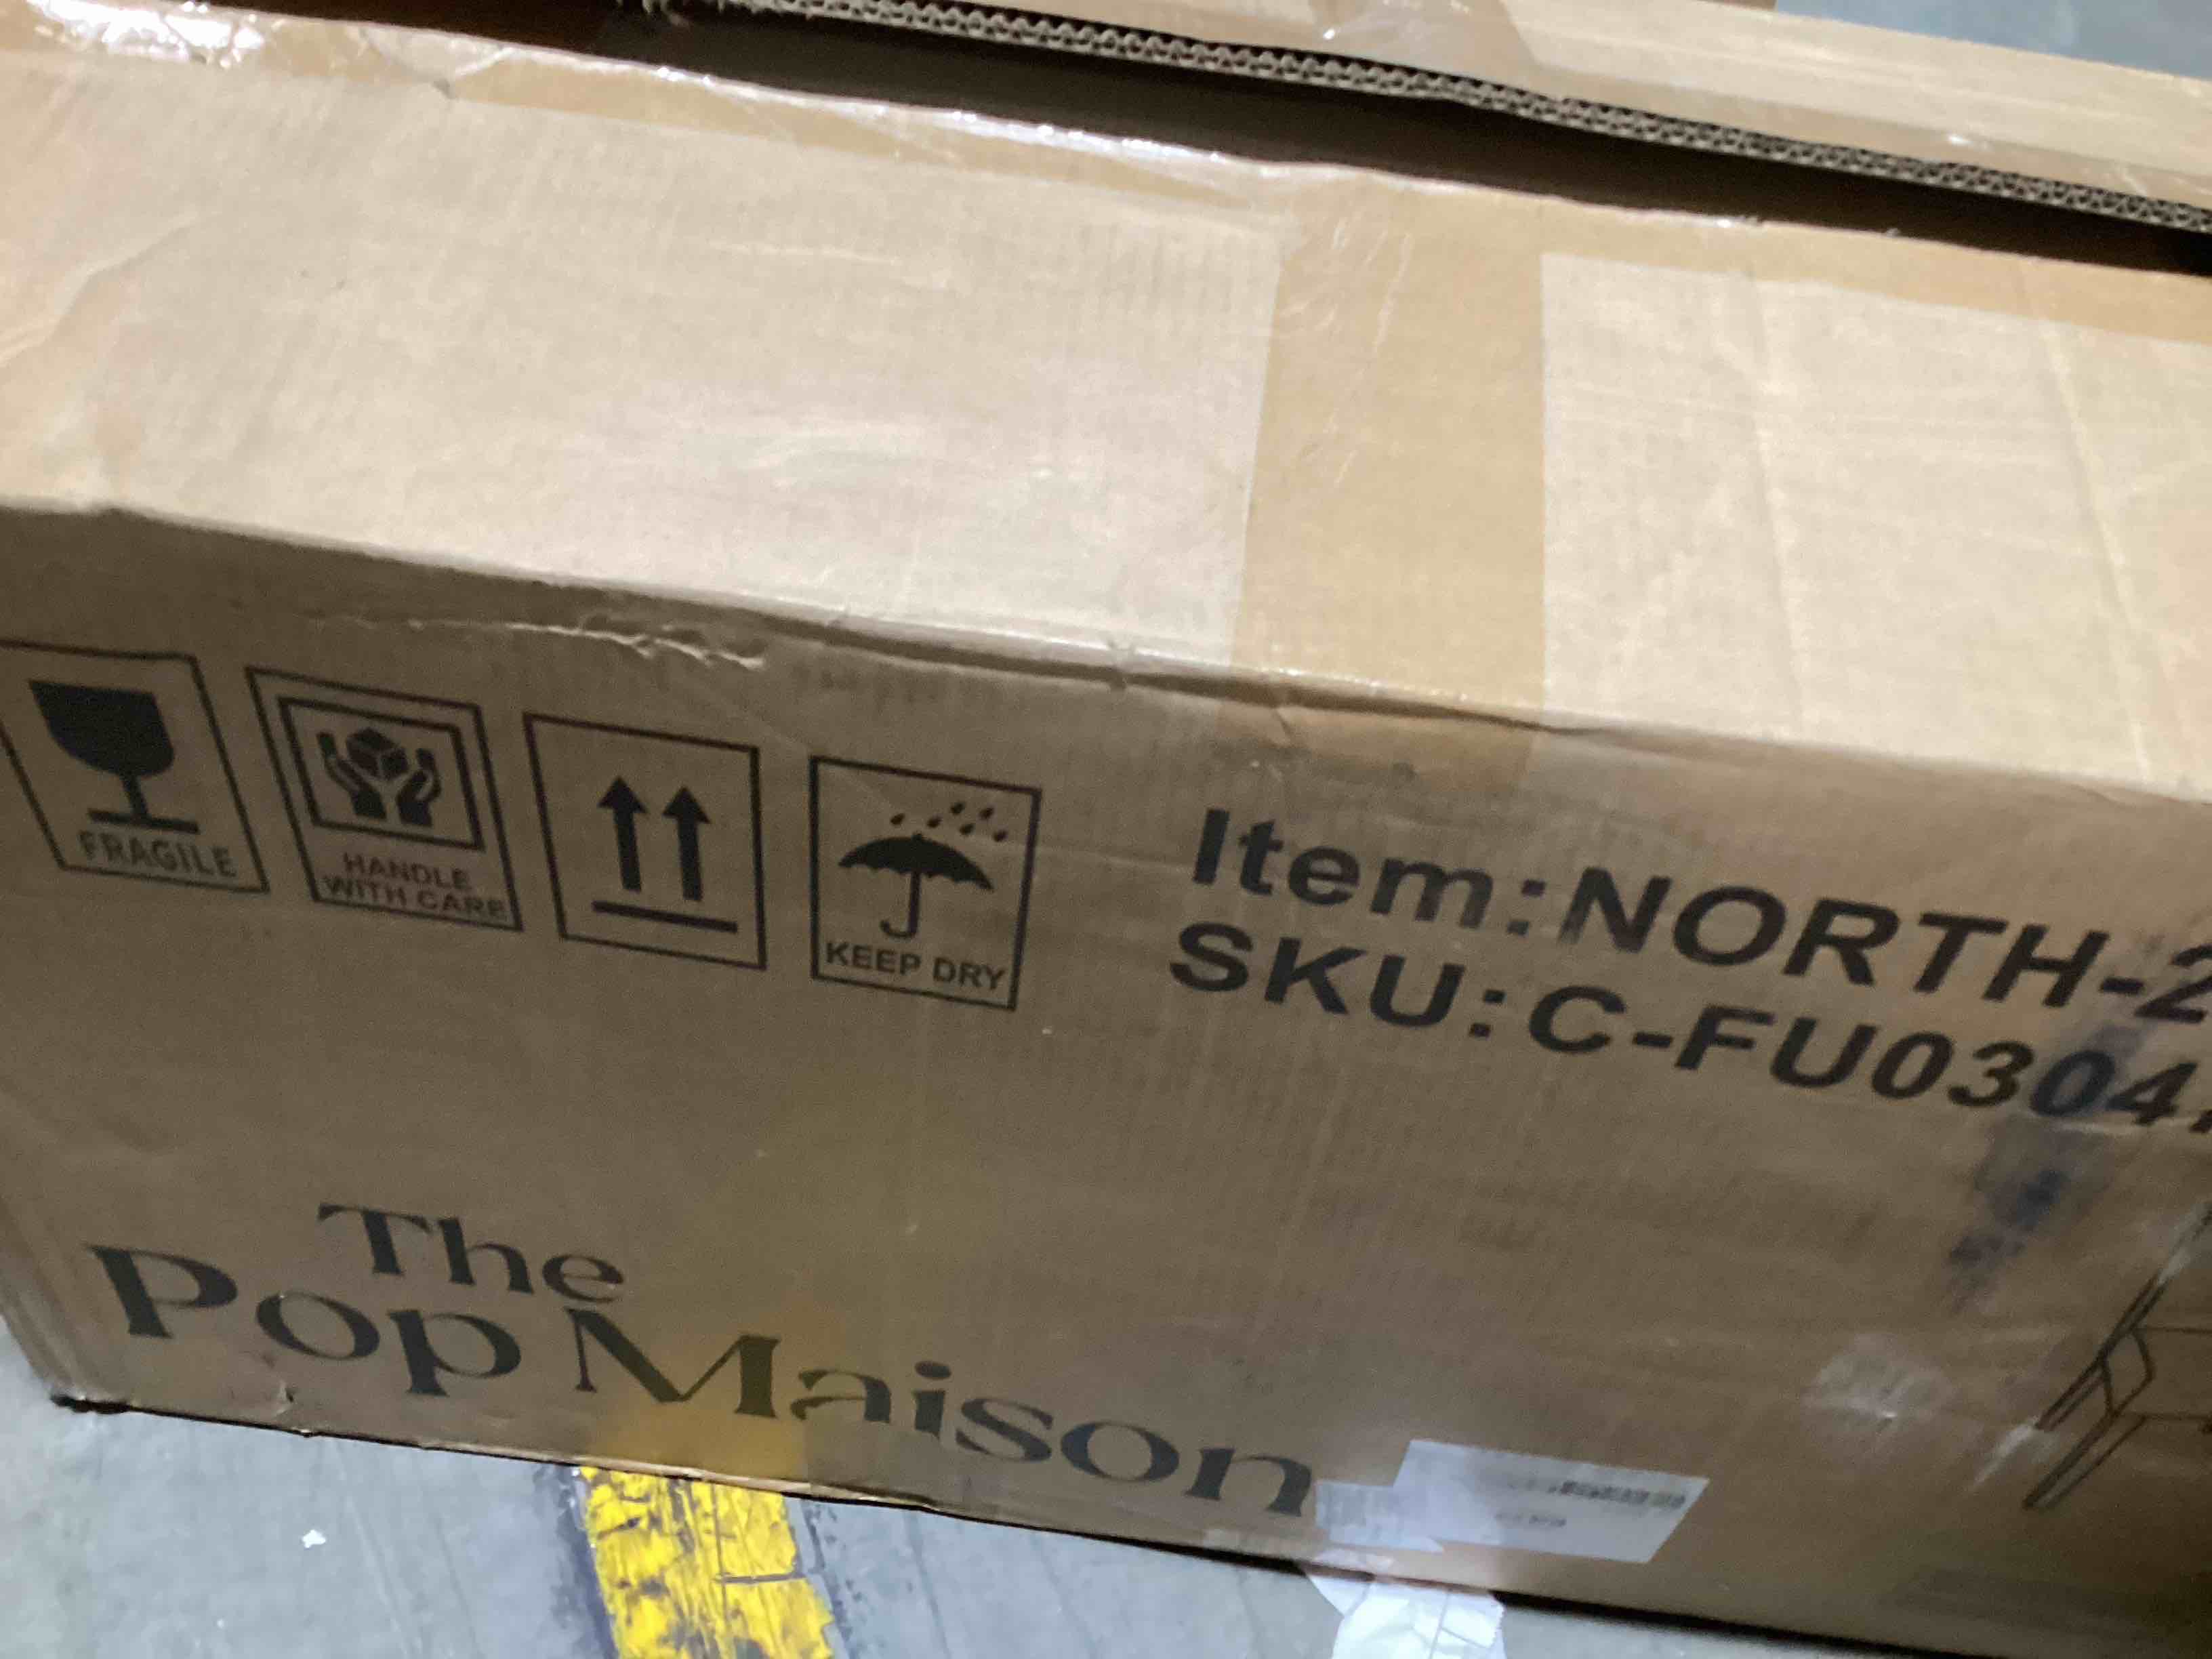 FRAGILE
HANDLE
WITH CARE
KEEP DRY
Item:NORTH-2
SKU:C-FU0304
The
Pop Maison